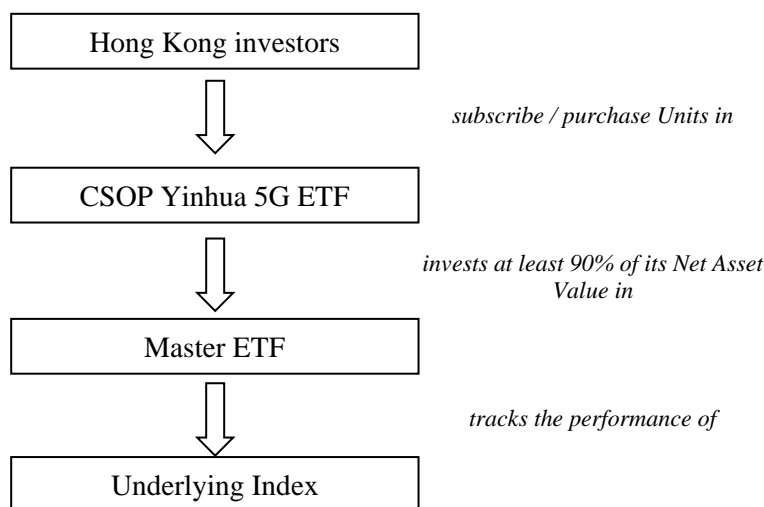 Hong Kong investors
subscribe / purchase Units in
CSOP Yinhua 5G ETF
invests at least 90% of its Net Asset
Value in
Master ETF
tracks the performance of
Underlying Index